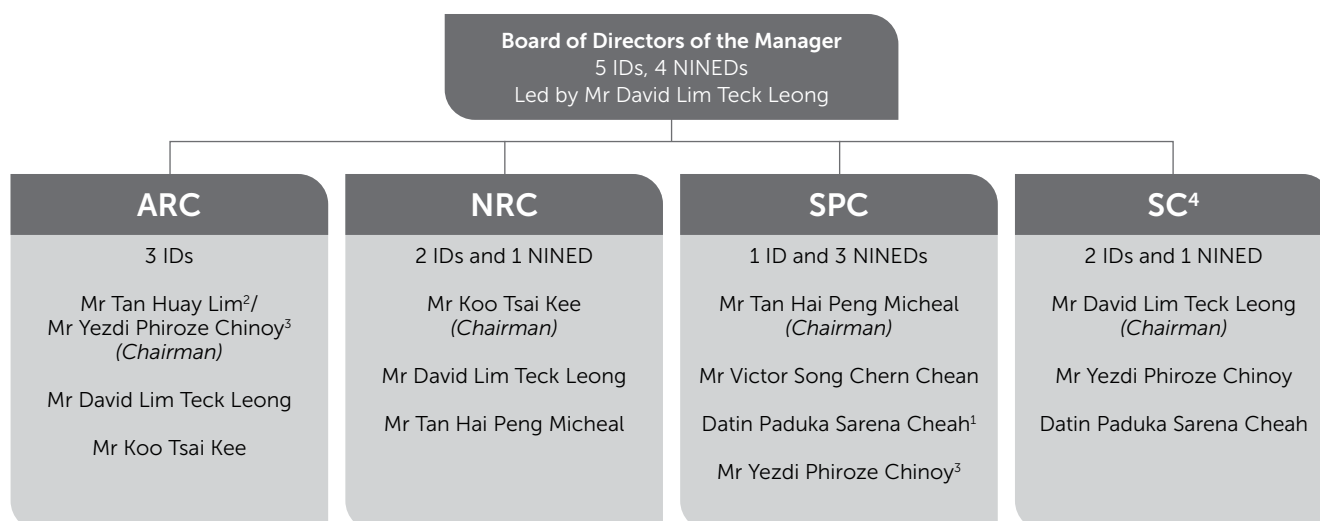 Board of Directors of the Manager
5 IDs, 4 NINEDs
Led by Mr David Lim Teck Leong
ARC
3 IDs
Mr Tan Huay Lim²/
Mr Yezdi Phiroze Chinoy³
(Chairman)
Mr David Lim Teck Leong
Mr Koo Tsai Kee
NRC
2 IDs and 1 NINED
Mr Koo Tsai Kee
(Chairman)
Mr David Lim Teck Leong
Mr Tan Hai Peng Micheal
SPC
1 ID and 3 NINEDs
Mr Tan Hai Peng Micheal
(Chairman)
Mr Victor Song Chern Chean
Datin Paduka Sarena Cheah¹
Mr Yezdi Phiroze Chinoy³
SC⁴
2 IDs and 1 NINED
Mr David Lim Teck Leong
(Chairman)
Mr Yezdi Phiroze Chinoy
Datin Paduka Sarena Cheah